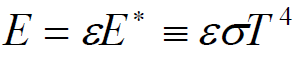 E = εE* ≡ εσT⁴